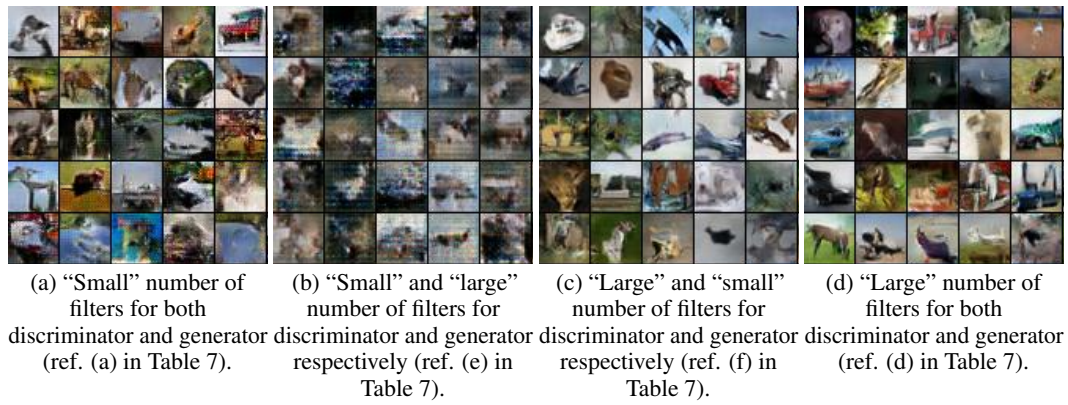 (a) “Small” number of
filters for both
discriminator and generator
(ref. (a) in Table 7).
(b) “Small” and “large”
number of filters for
discriminator and generator
respectively (ref. (e) in
Table 7).
(c) “Large” and “small”
number of filters for
discriminator and generator
respectively (ref. (f) in
Table 7).
(d) “Large” number of
filters for both
discriminator and generator
(ref. (d) in Table 7).